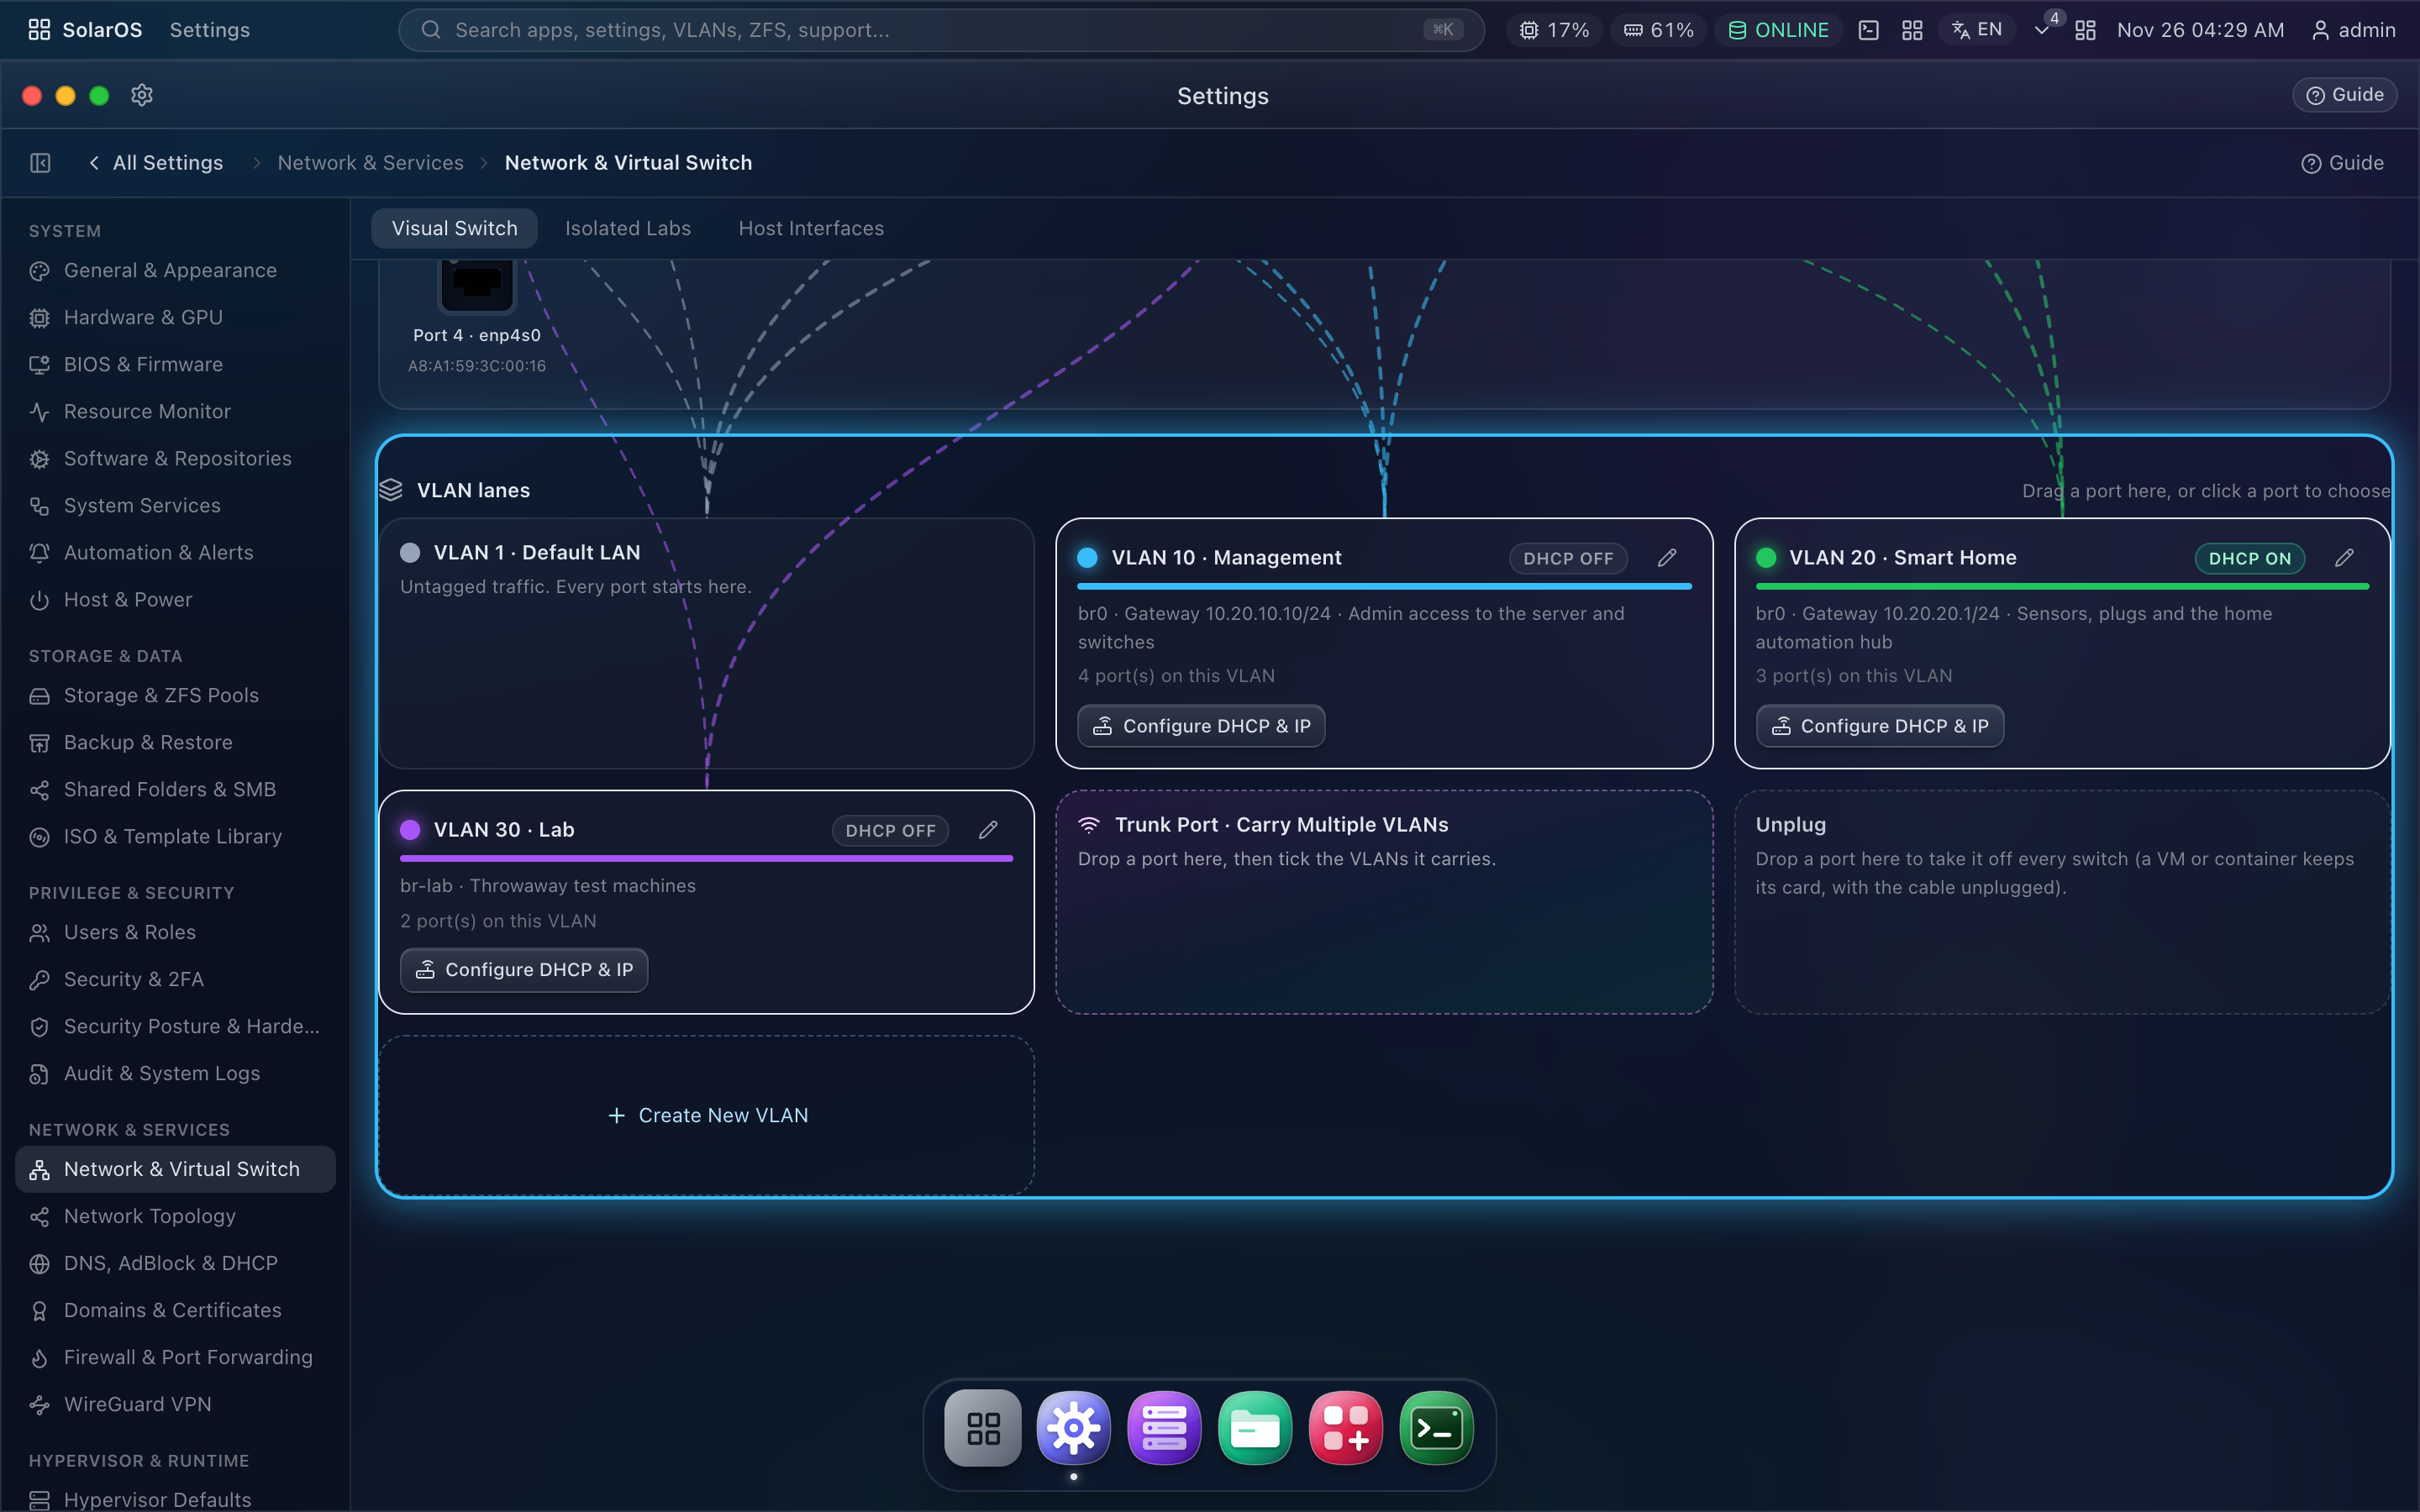 SolarOS Settings Search apps, settings, VLANs, ZFS, support... ⌘K 17% 61% ONLINE EN 4 Nov 26 04:29 AM admin
Settings Guide
All Settings Network & Services Network & Virtual Switch Guide
SYSTEM
General & Appearance
Hardware & GPU
BIOS & Firmware
Resource Monitor
Software & Repositories
System Services
Automation & Alerts
Host & Power
STORAGE & DATA
Storage & ZFS Pools
Backup & Restore
Shared Folders & SMB
ISO & Template Library
PRIVILEGE & SECURITY
Users & Roles
Security & 2FA
Security Posture & Harde...
Audit & System Logs
NETWORK & SERVICES
Network & Virtual Switch
Network Topology
DNS, AdBlock & DHCP
Domains & Certificates
Firewall & Port Forwarding
WireGuard VPN
HYPERVISOR & RUNTIME
Hypervisor Defaults
Visual Switch Isolated Labs Host Interfaces
Port 4 · enp4s0
A8:A1:59:3C:00:16
VLAN lanes Drag a port here, or click a port to choose
VLAN 1 · Default LAN
Untagged traffic. Every port starts here.
VLAN 10 · Management DHCP OFF
br0 · Gateway 10.20.10.10/24 · Admin access to the server and
switches
4 port(s) on this VLAN
Configure DHCP & IP
VLAN 20 · Smart Home DHCP ON
br0 · Gateway 10.20.20.1/24 · Sensors, plugs and the home
automation hub
3 port(s) on this VLAN
Configure DHCP & IP
VLAN 30 · Lab DHCP OFF
br-lab · Throwaway test machines
2 port(s) on this VLAN
Configure DHCP & IP
Trunk Port · Carry Multiple VLANs
Drop a port here, then tick the VLANs it carries.
Unplug
Drop a port here to take it off every switch (a VM or container keeps
its card, with the cable unplugged).
Create New VLAN